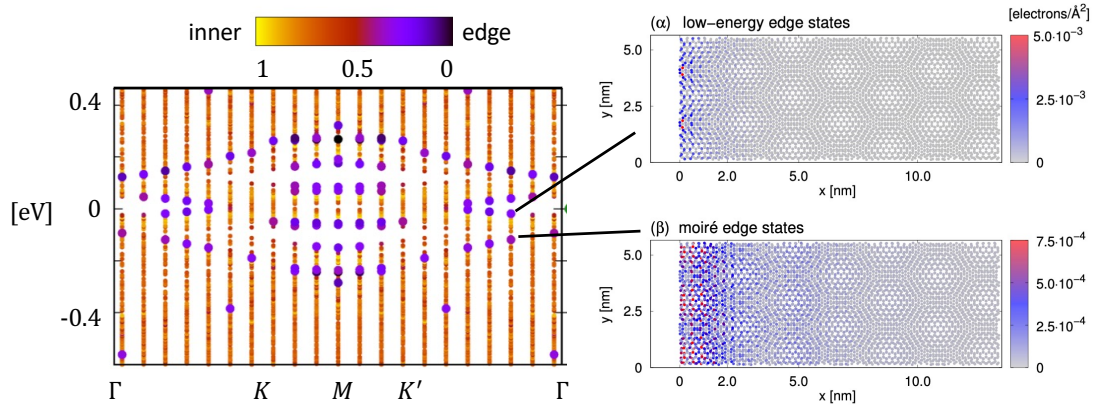 inner edge
1 0.5 0
0.4
0
-0.4
[eV]
Γ K M K′ Γ
(α) low-energy edge states
[electrons/Å²]
5.0
2.5
0
y [nm]
0 2.0 5.0 10.0
x [nm]
5.0·10⁻³
2.5·10⁻³
0
(β) moiré edge states
5.0
2.5
0
y [nm]
0 2.0 5.0 10.0
x [nm]
7.5·10⁻⁴
5.0·10⁻⁴
2.5·10⁻⁴
0